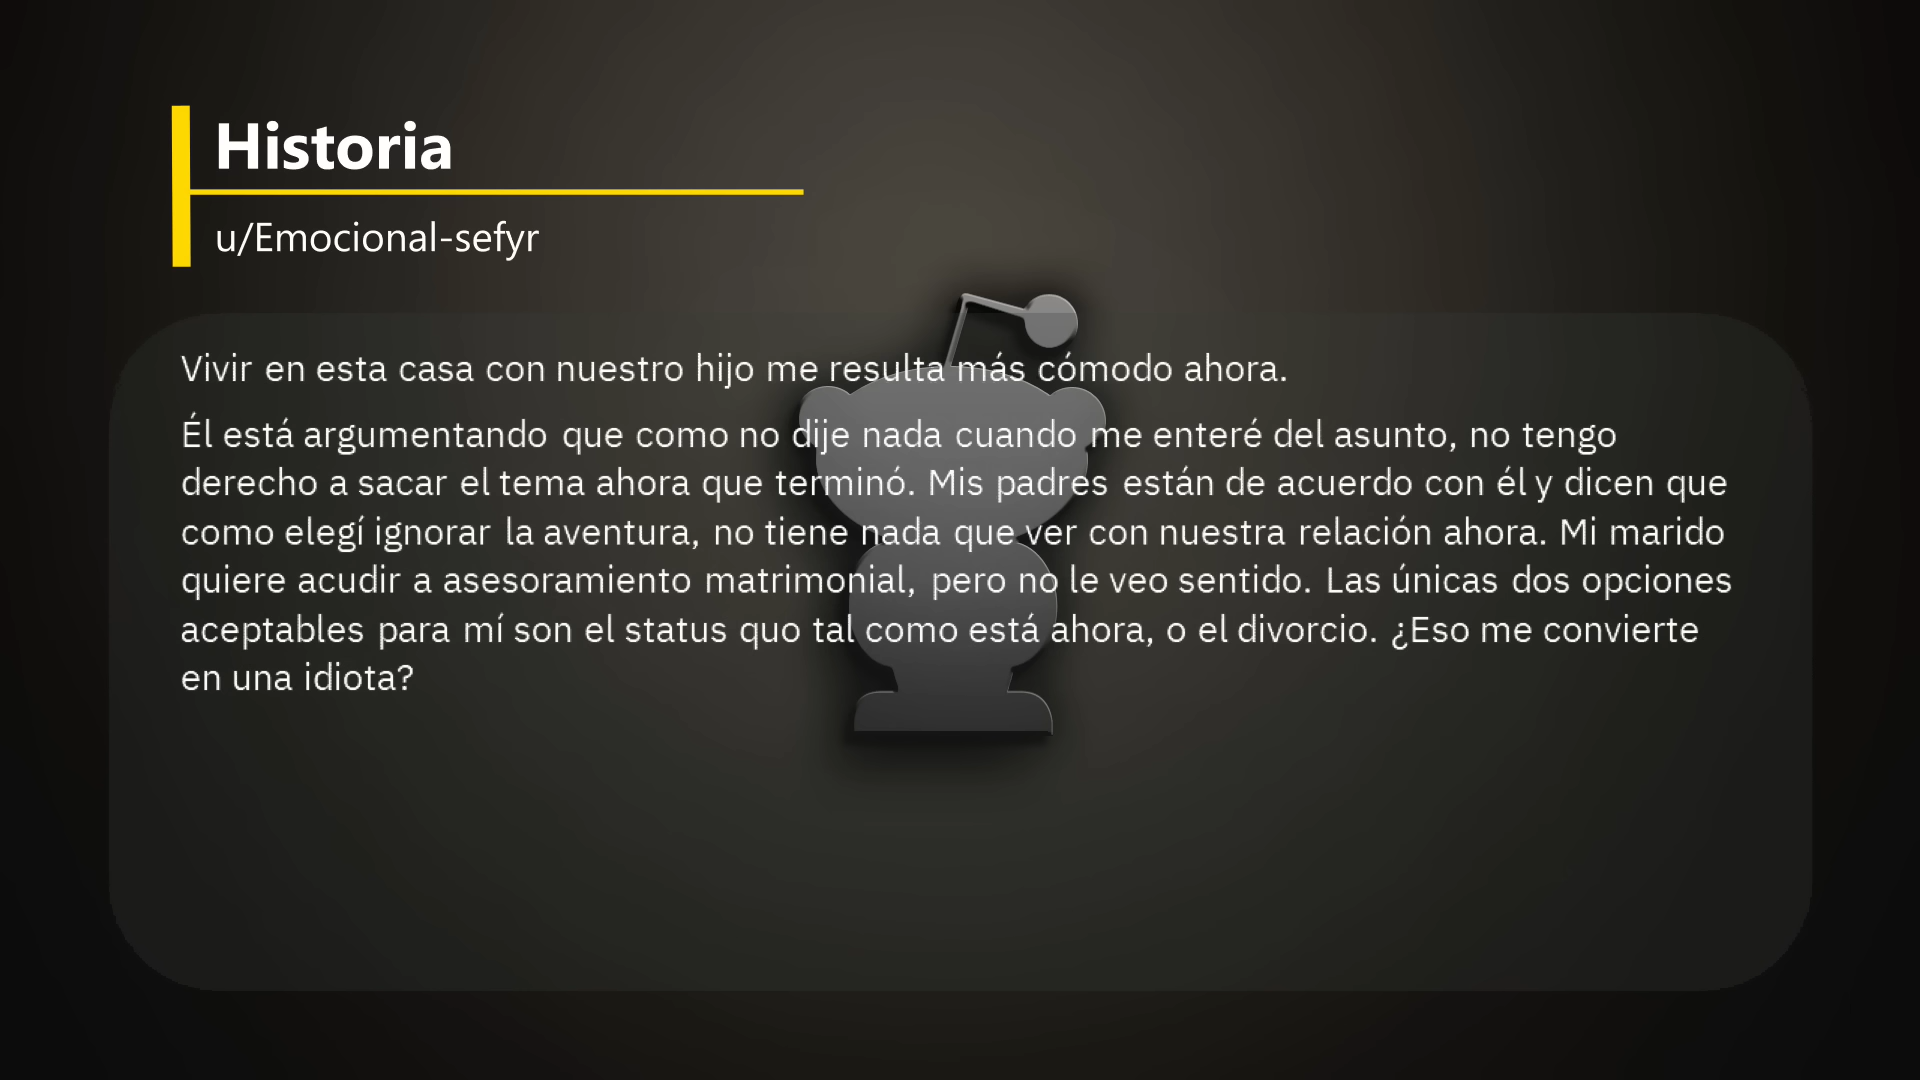 Historia
u/Emocional-sefyr
Vivir en esta casa con nuestro hijo me resulta más cómodo ahora.
Él está argumentando que como no dije nada cuando me enteré del asunto, no tengo
derecho a sacar el tema ahora que terminó. Mis padres están de acuerdo con él y dicen que
como elegí ignorar la aventura, no tiene nada que ver con nuestra relación ahora. Mi marido
quiere acudir a asesoramiento matrimonial, pero no le veo sentido. Las únicas dos opciones
aceptables para mí son el status quo tal como está ahora, o el divorcio. ¿Eso me convierte
en una idiota?